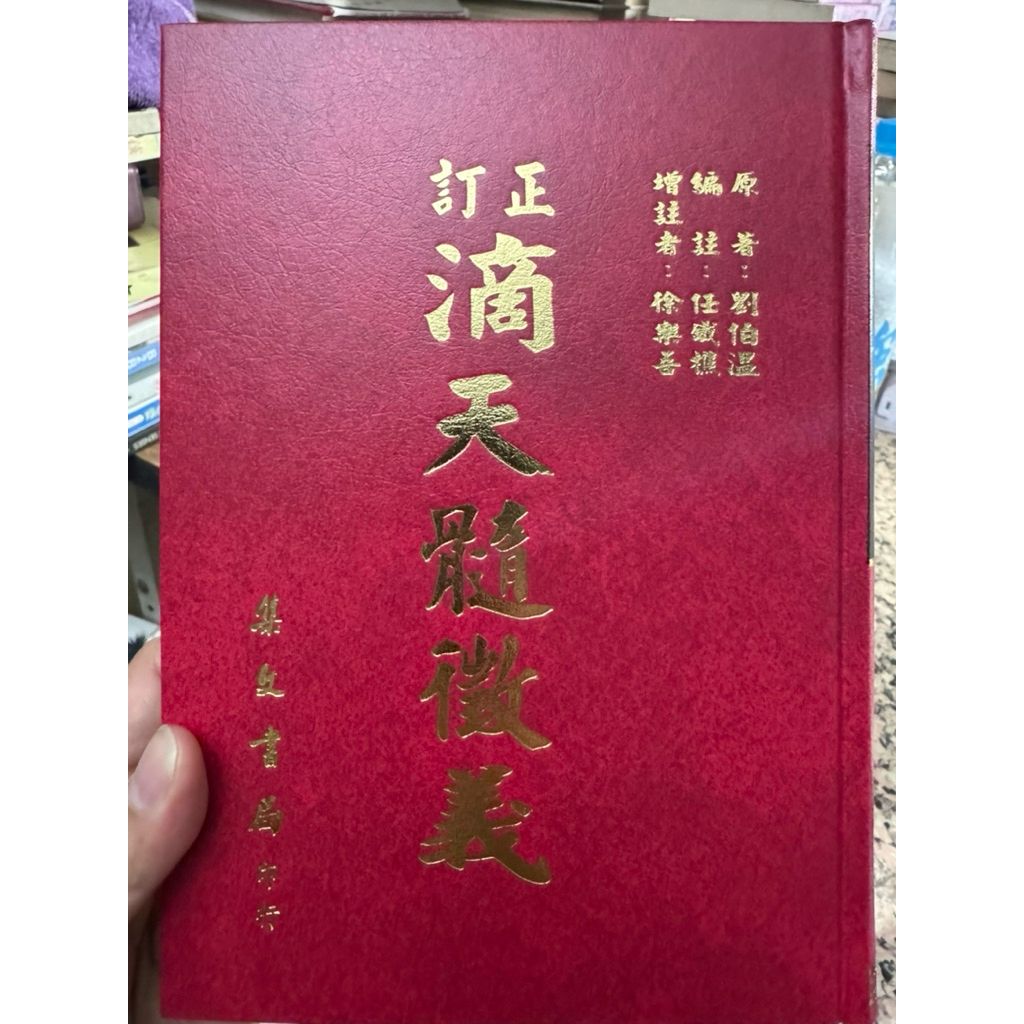 原著：劉伯溫
編註：任鐵樵
增註者：徐樂吾
正訂
滴天髓徵義
集文書局印行